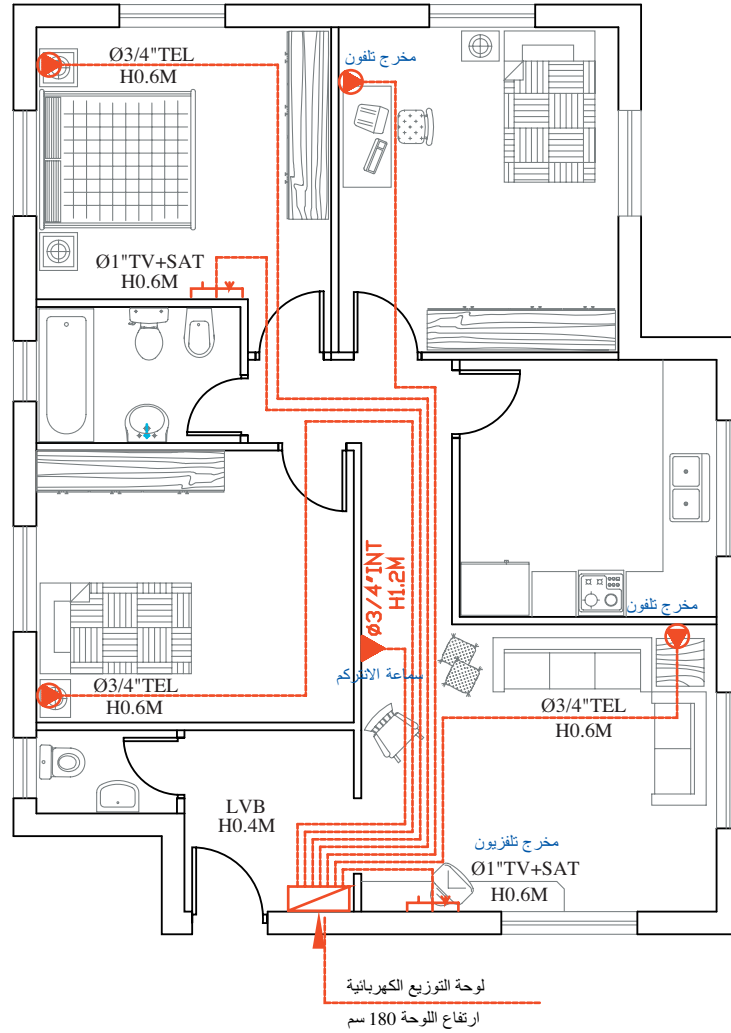 Ø3/4"TEL
H0.6M
مخرج تلفون
Ø1"TV+SAT
H0.6M
Ø3/4"INT
H1.2M
مخرج تلفون
سماعة الانتركم
Ø3/4"TEL
H0.6M
Ø3/4"TEL
H0.6M
LVB
H0.4M
مخرج تلفزيون
Ø1"TV+SAT
H0.6M
لوحة التوزيع الكهربائية
ارتفاع اللوحة 180 سم